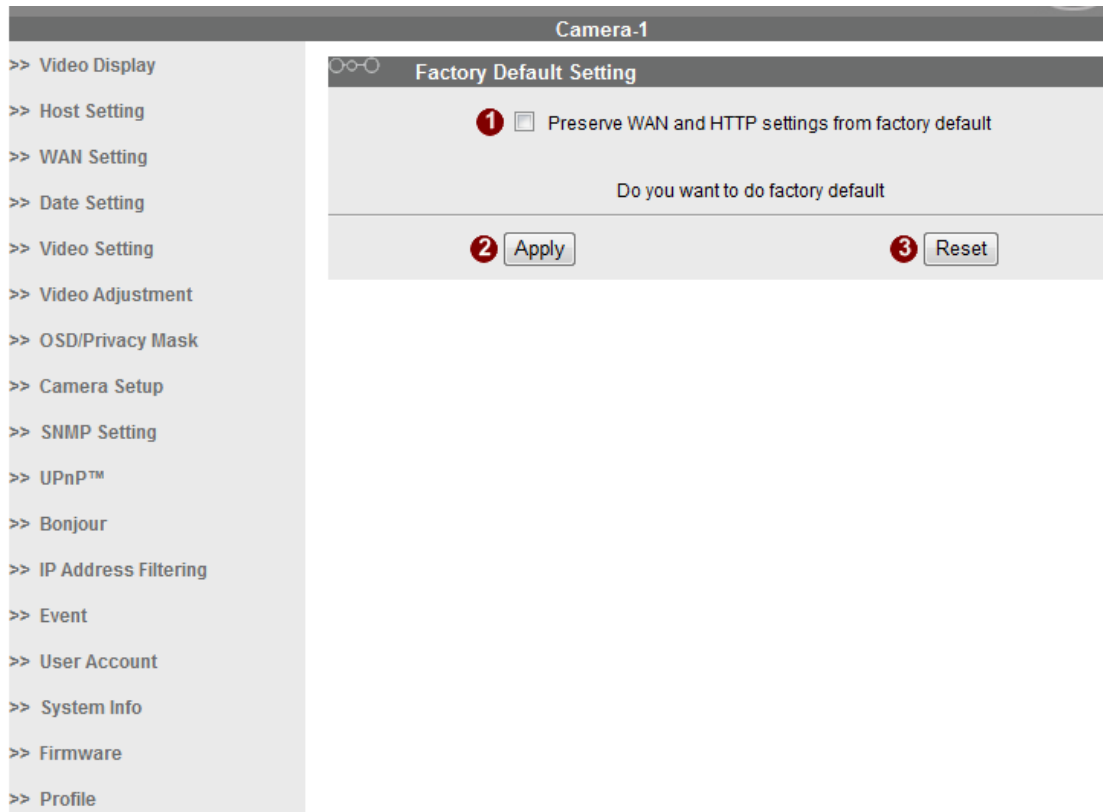 Camera-1
>> Video Display
>> Host Setting
>> WAN Setting
>> Date Setting
>> Video Setting
>> Video Adjustment
>> OSD/Privacy Mask
>> Camera Setup
>> SNMP Setting
>> UPnP™
>> Bonjour
>> IP Address Filtering
>> Event
>> User Account
>> System Info
>> Firmware
>> Profile
Factory Default Setting
1 Preserve WAN and HTTP settings from factory default
Do you want to do factory default
2 Apply
3 Reset